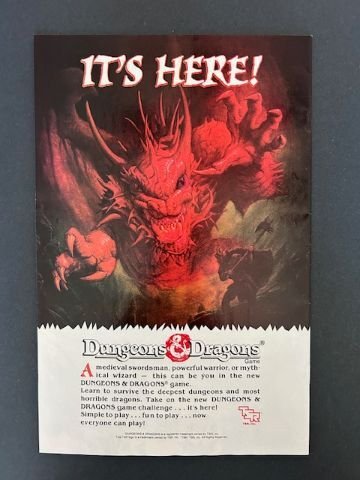 IT'S HERE!
Dungeons & Dragons®
Game
A medieval swordsman, powerful warrior, or myth-
ical wizard — this can be you in the new
DUNGEONS & DRAGONS® game.
Learn to survive the deepest dungeons and most
horrible dragons. Take on the new DUNGEONS &
DRAGONS game challenge . . . it's here!
Simple to play . . . fun to play . . . now
everyone can play!